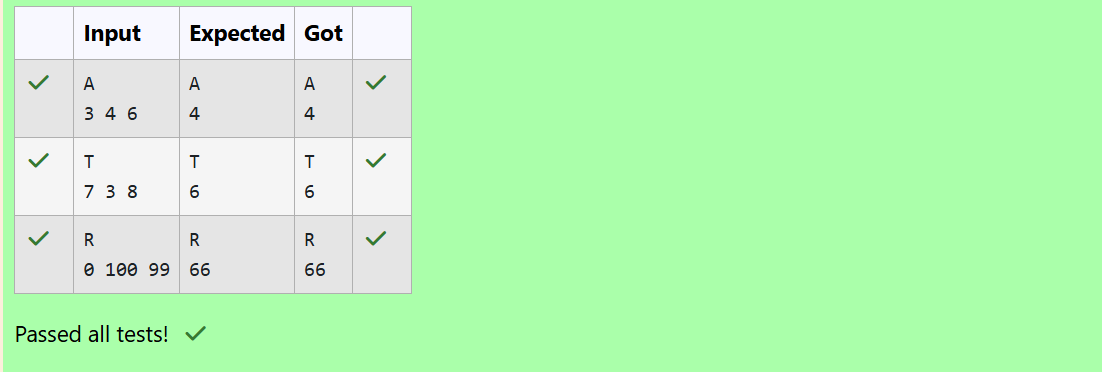 Input Expected Got
A A A
3 4 6 4 4
T T T
7 3 8 6 6
R R R
0 100 99 66 66
Passed all tests!